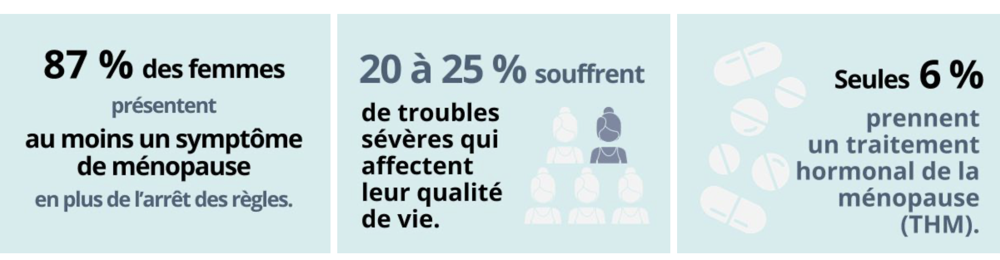 87 % des femmes
présentent
au moins un symptôme
de ménopause
en plus de l'arrêt des règles.
20 à 25 % souffrent
de troubles
sévères qui
affectent
leur qualité
de vie.
Seules 6 %
prennent
un traitement
hormonal de la
ménopause
(THM).